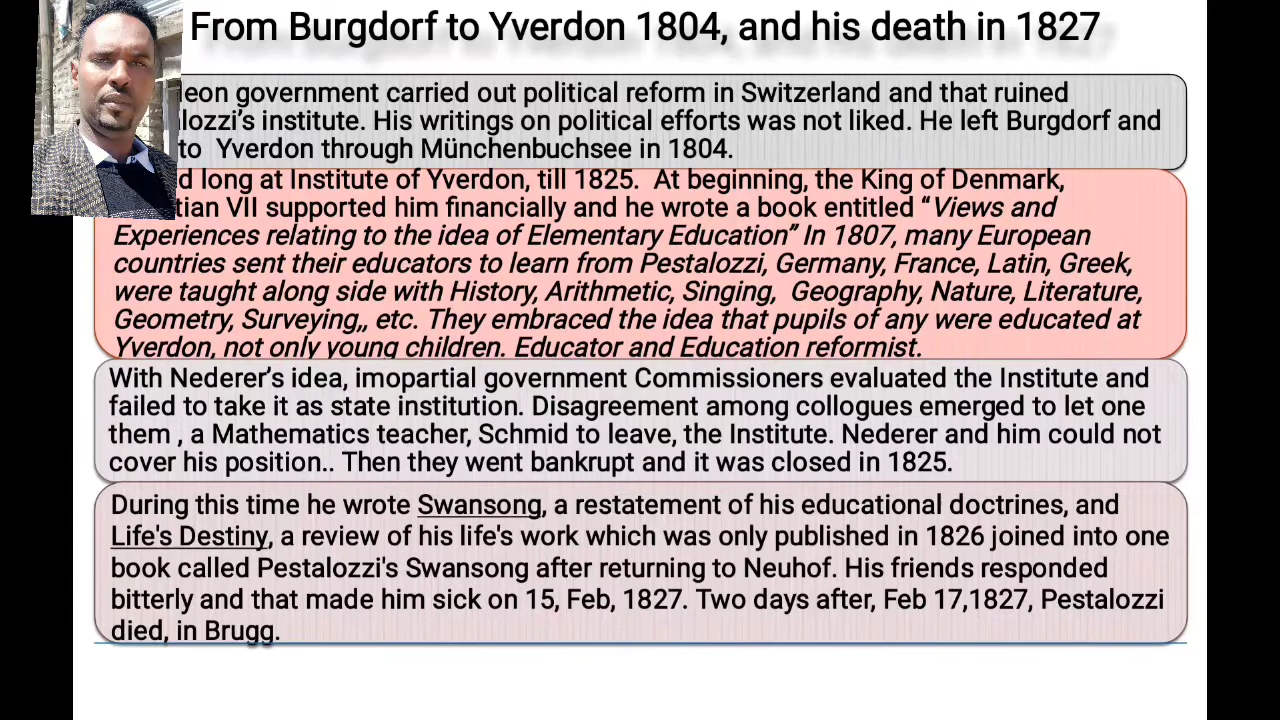 From Burgdorf to Yverdon 1804, and his death in 1827
eon government carried out political reform in Switzerland and that ruined
lozzi’s institute. His writings on political efforts was not liked. He left Burgdorf and
to Yverdon through Münchenbuchsee in 1804.
d long at Institute of Yverdon, till 1825. At beginning, the King of Denmark,
tian VII supported him financially and he wrote a book entitled “Views and
Experiences relating to the idea of Elementary Education” In 1807, many European
countries sent their educators to learn from Pestalozzi, Germany, France, Latin, Greek,
were taught along side with History, Arithmetic, Singing, Geography, Nature, Literature,
Geometry, Surveying,, etc. They embraced the idea that pupils of any were educated at
Yverdon, not only young children. Educator and Education reformist.
With Nederer’s idea, imopartial government Commissioners evaluated the Institute and
failed to take it as state institution. Disagreement among collogues emerged to let one
them , a Mathematics teacher, Schmid to leave, the Institute. Nederer and him could not
cover his position.. Then they went bankrupt and it was closed in 1825.
During this time he wrote Swansong, a restatement of his educational doctrines, and
Life's Destiny, a review of his life's work which was only published in 1826 joined into one
book called Pestalozzi's Swansong after returning to Neuhof. His friends responded
bitterly and that made him sick on 15, Feb, 1827. Two days after, Feb 17,1827, Pestalozzi
died, in Brugg.